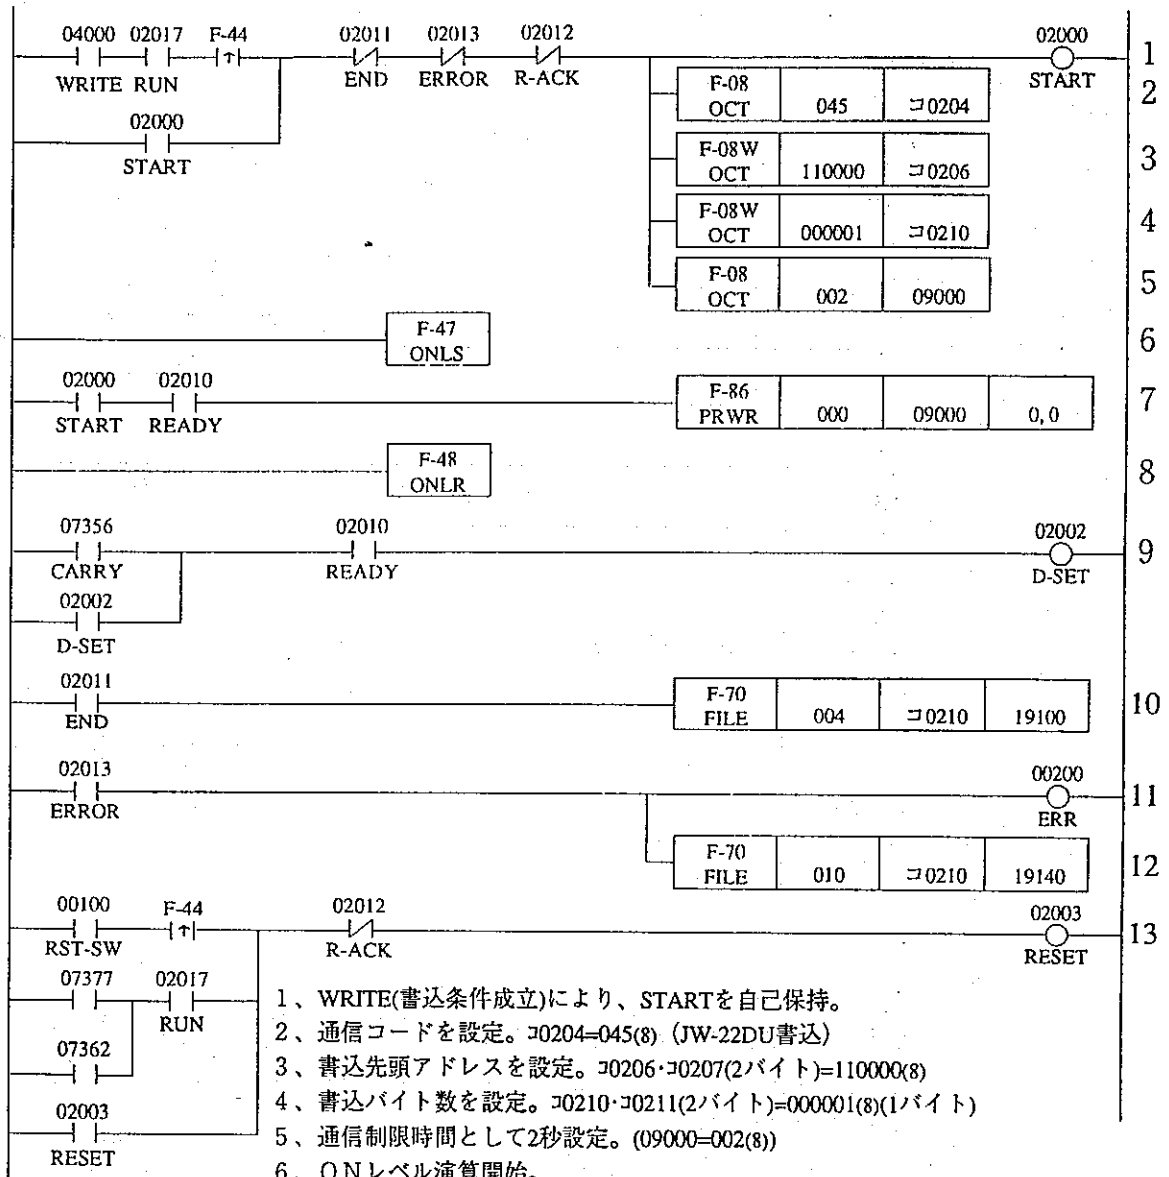 04000 02017 F-44 02011 02013 02012 02000
↑ 1
WRITE RUN END ERROR R-ACK START
F-08
OCT 045 コ0204 2
02000
START
F-08W
OCT 110000 コ0206 3
F-08W
OCT 000001 コ0210 4
F-08
OCT 002 09000 5
F-47
ONLS 6
02000 02010
START READY
F-86
PRWR 000 09000 0,0 7
F-48
ONLR 8
07356 02010 02002
CARRY READY D-SET 9
02002
D-SET
02011
END
F-70
FILE 004 コ0210 19100 10
02013 00200
ERROR ERR 11
F-70
FILE 010 コ0210 19140 12
00100 F-44 02012 02003
↑ 13
RST-SW R-ACK RESET
07377 02017
RUN
07362
02003
RESET
1、WRITE(書込条件成立)により、STARTを自己保持。
2、通信コードを設定。コ0204=045(8)(JW-22DU書込)
3、書込先頭アドレスを設定。コ0206・コ0207(2バイト)=110000(8)
4、書込バイト数を設定。コ0210・コ0211(2バイト)=000001(8)(1バイト)
5、通信制限時間として2秒設定。(09000=002(8))
6、ONレベル演算開始。